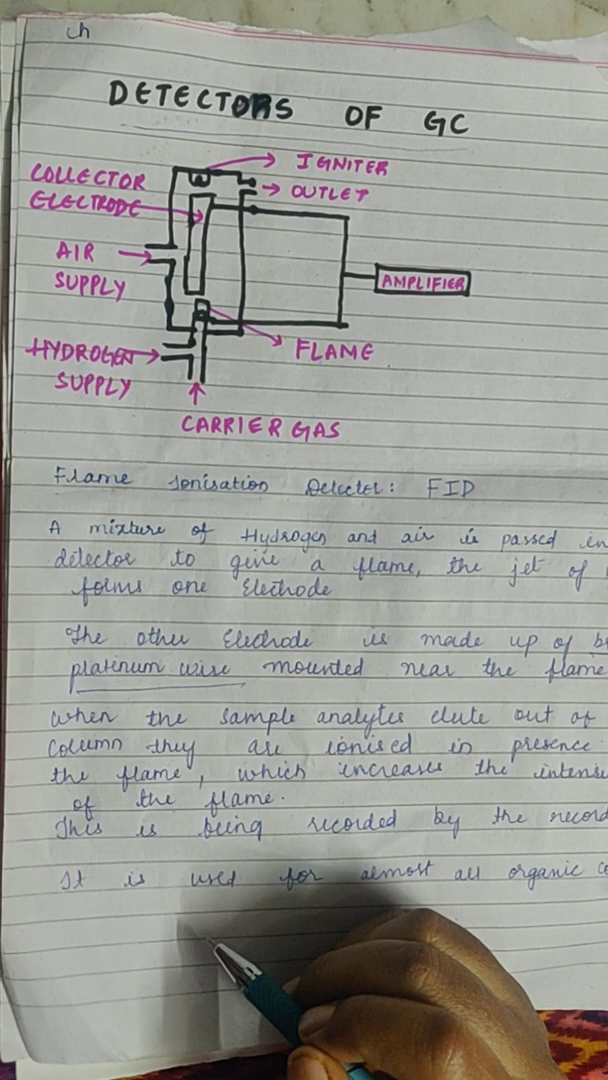 ch
DETECTORS OF GC
IGNITER
COLLECTOR
OUTLET
ELECTRODE
AIR
SUPPLY
AMPLIFIER
HYDROGEN
FLAME
SUPPLY
CARRIER GAS
Flame Ionisation Detector: FID
A mixture of Hydrogen and air is passed in
detector to give a flame, the jet of
forms one Electrode
The other Electrode is made up of
platinum wire mounted near the flame
When the sample analytes elute out of
column they are ionised in presence
the flame, which increases the intens
of the flame.
This is being recorded by the record
It is used for almost all organic co